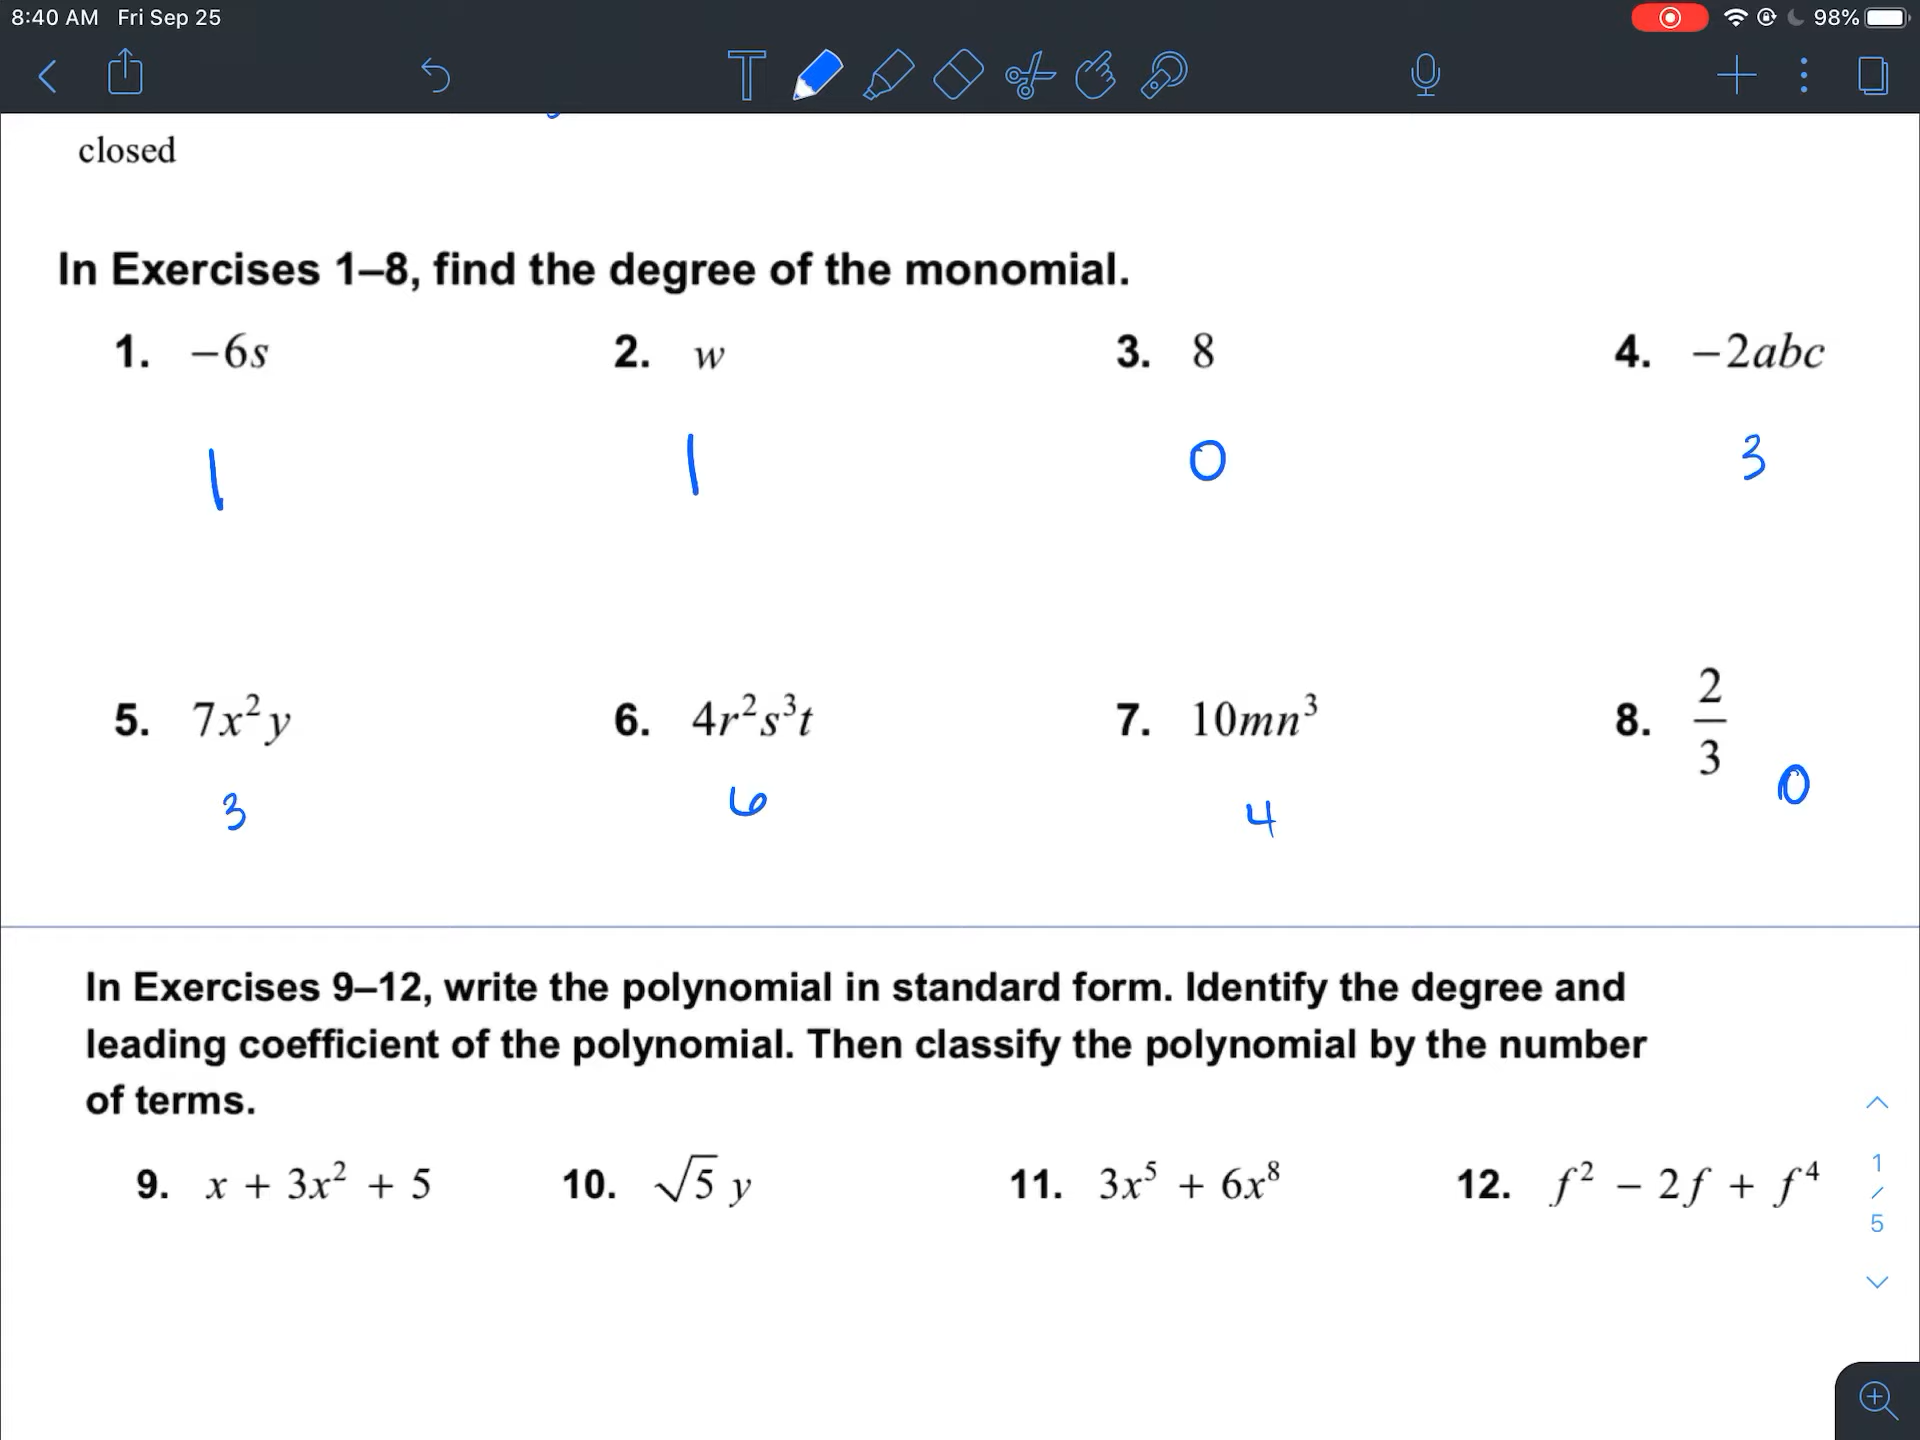 8:40 AM Fri Sep 25 98%
closed
In Exercises 1–8, find the degree of the monomial.
1. −6s 2. w 3. 8 4. −2abc
1 1 0 3
5. 7x²y 6. 4r²s³t 7. 10mn³ 8. 2/3
3 6 4 0
In Exercises 9–12, write the polynomial in standard form. Identify the degree and
leading coefficient of the polynomial. Then classify the polynomial by the number
of terms.
9. x + 3x² + 5 10. √5 y 11. 3x⁵ + 6x⁸ 12. f² − 2f + f⁴
1 / 5